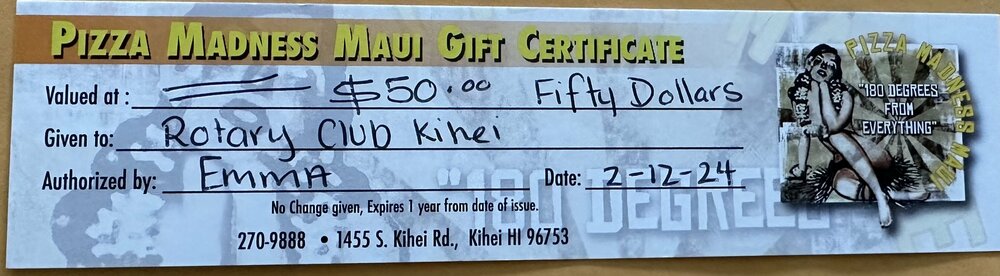 PIZZA MADNESS MAUI GIFT CERTIFICATE
Valued at : $50.00 Fifty Dollars
Given to: Rotary Club Kihei
Authorized by: EmmA Date: 2-12-24
No Change given, Expires 1 year from date of issue.
270-9888 • 1455 S. Kihei Rd., Kihei HI 96753
PIZZA MADNESS MAUI
"180 DEGREES
FROM
EVERYTHING"
"180 DEGREES